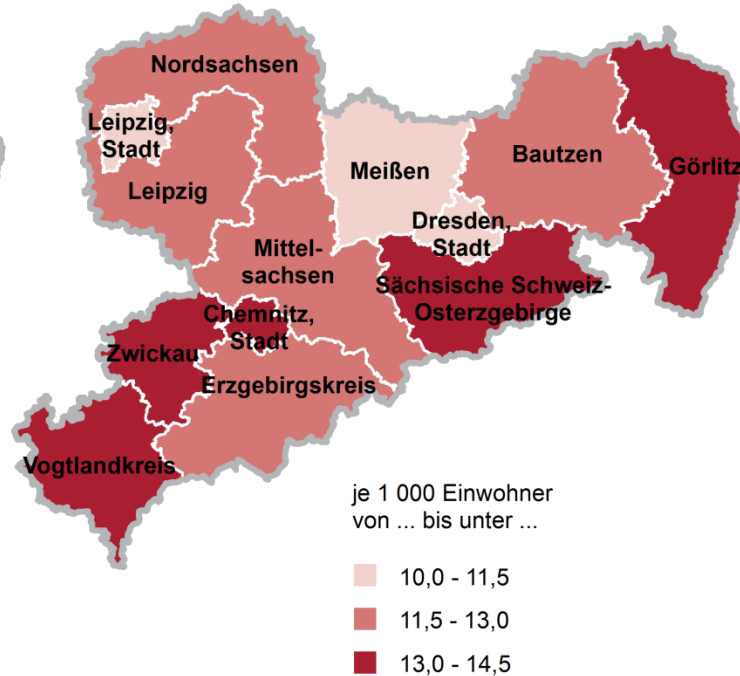 Nordsachsen
Leipzig,
Stadt
Leipzig
Meißen
Bautzen
Görlitz
Dresden,
Stadt
Mittel-
sachsen
Sächsische Schweiz-
Osterzgebirge
Chemnitz,
Stadt
Zwickau
Erzgebirgskreis
Vogtlandkreis
je 1 000 Einwohner
von ... bis unter ...
10,0 - 11,5
11,5 - 13,0
13,0 - 14,5